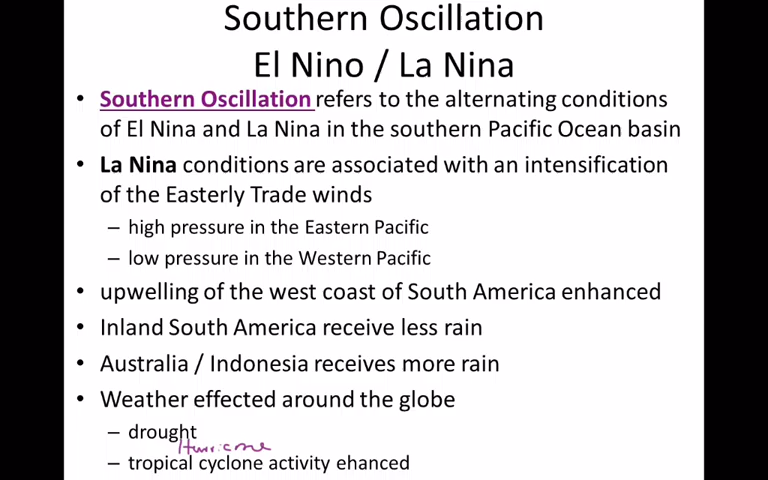 Southern Oscillation
El Nino / La Nina
• Southern Oscillation refers to the alternating conditions
of El Nina and La Nina in the southern Pacific Ocean basin
• La Nina conditions are associated with an intensification
of the Easterly Trade winds
– high pressure in the Eastern Pacific
– low pressure in the Western Pacific
• upwelling of the west coast of South America enhanced
• Inland South America receive less rain
• Australia / Indonesia receives more rain
• Weather effected around the globe
– drought
Hurricane
– tropical cyclone activity ehanced